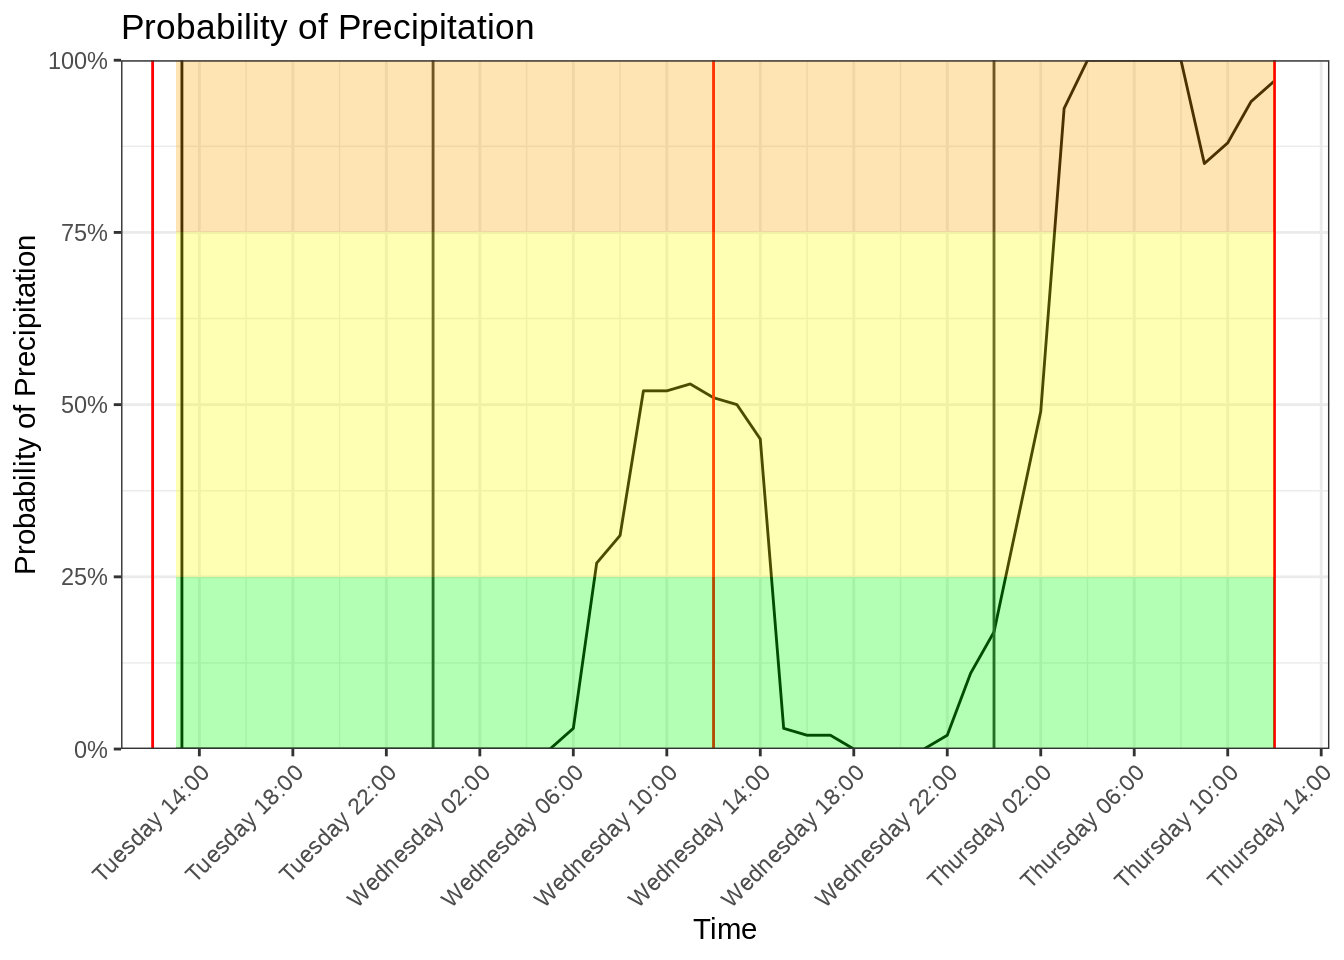 Probability of Precipitation
Probability of Precipitation
100%
75%
50%
25%
0%
Tuesday 14:00
Tuesday 18:00
Tuesday 22:00
Wednesday 02:00
Wednesday 06:00
Wednesday 10:00
Wednesday 14:00
Wednesday 18:00
Wednesday 22:00
Thursday 02:00
Thursday 06:00
Thursday 10:00
Thursday 14:00
Time